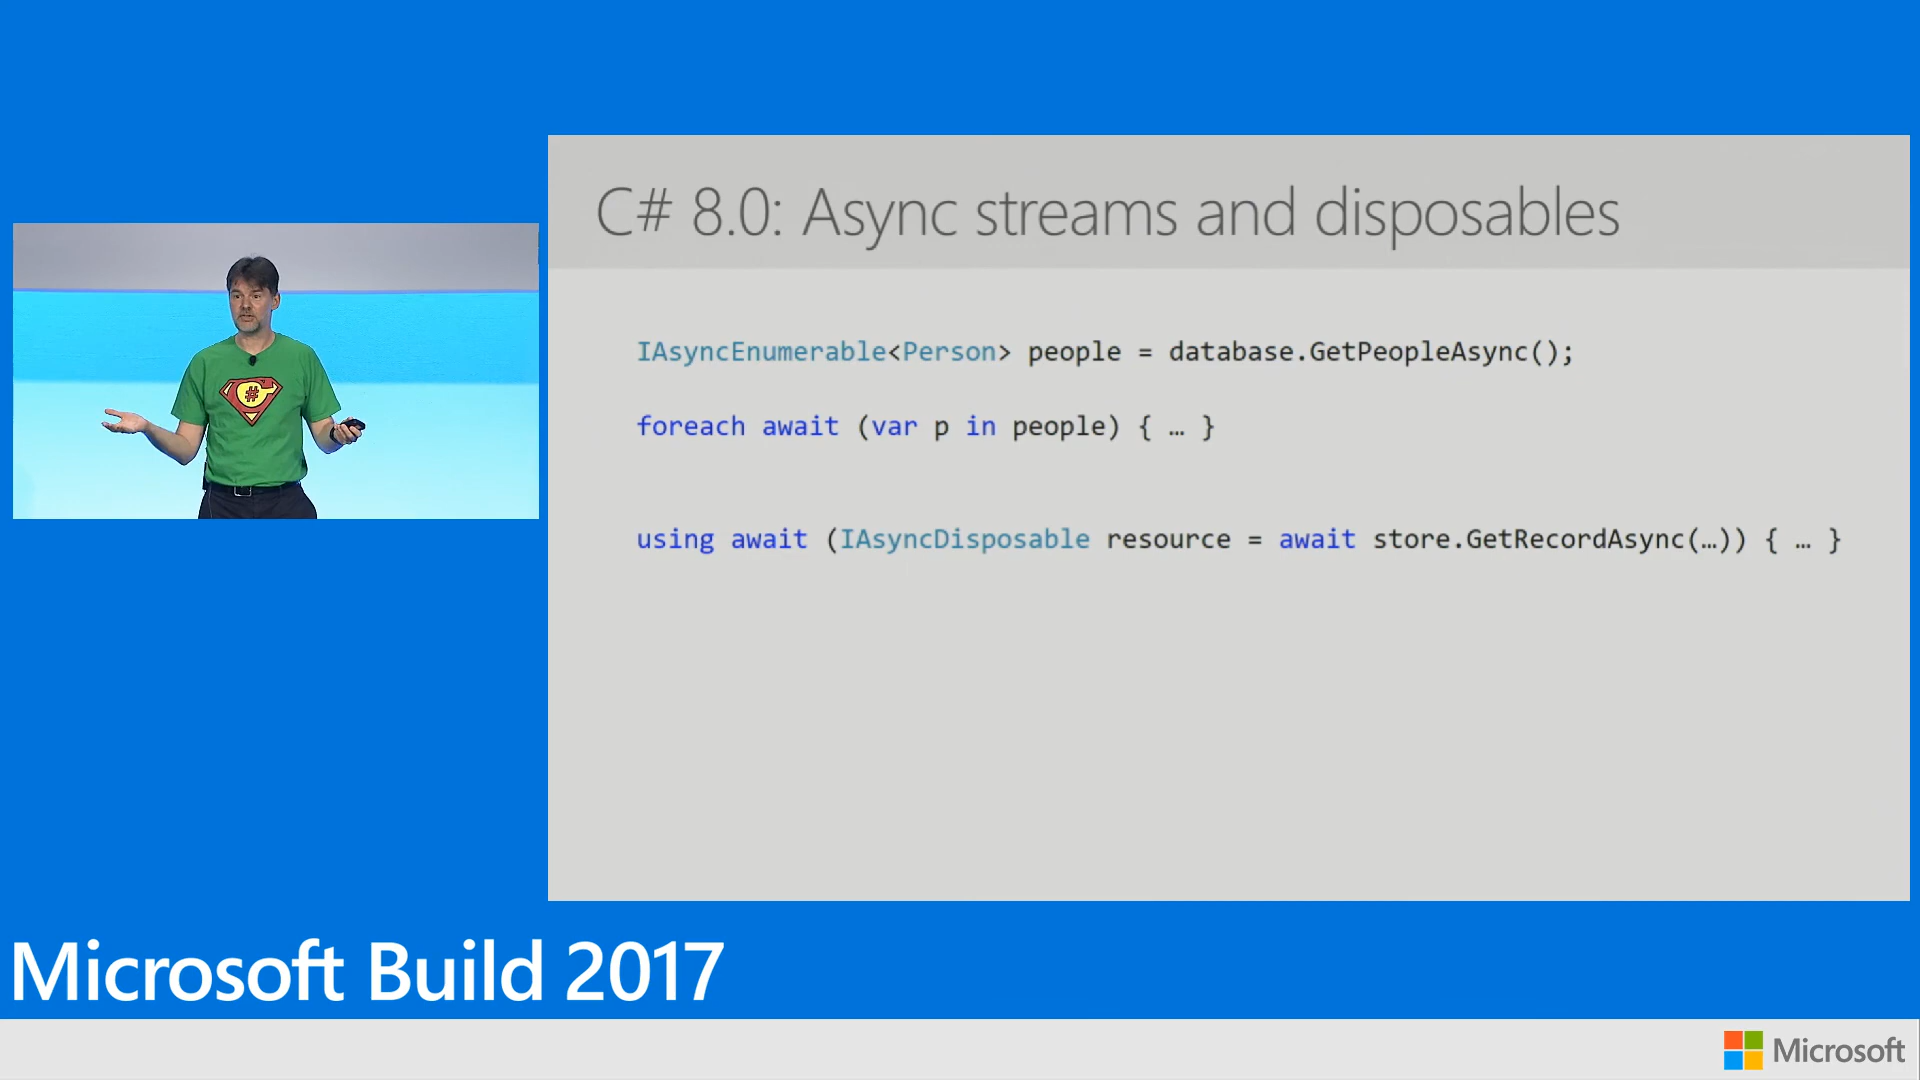 C# 8.0: Async streams and disposables
IAsyncEnumerable<Person> people = database.GetPeopleAsync();
foreach await (var p in people) { … }
using await (IAsyncDisposable resource = await store.GetRecordAsync(…)) { … }
C#
Microsoft Build 2017
Microsoft